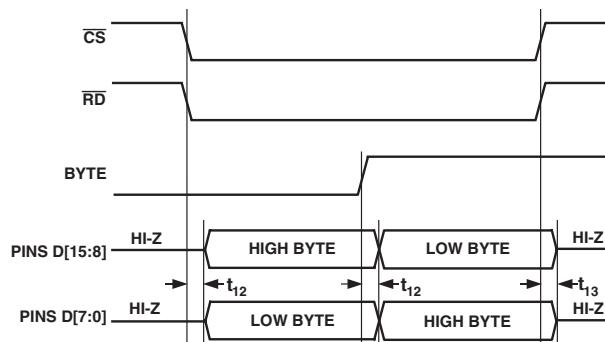 CS
RD
BYTE
PINS D[15:8] HI-Z HIGH BYTE LOW BYTE HI-Z
t12 t12 t13
PINS D[7:0] HI-Z LOW BYTE HIGH BYTE HI-Z